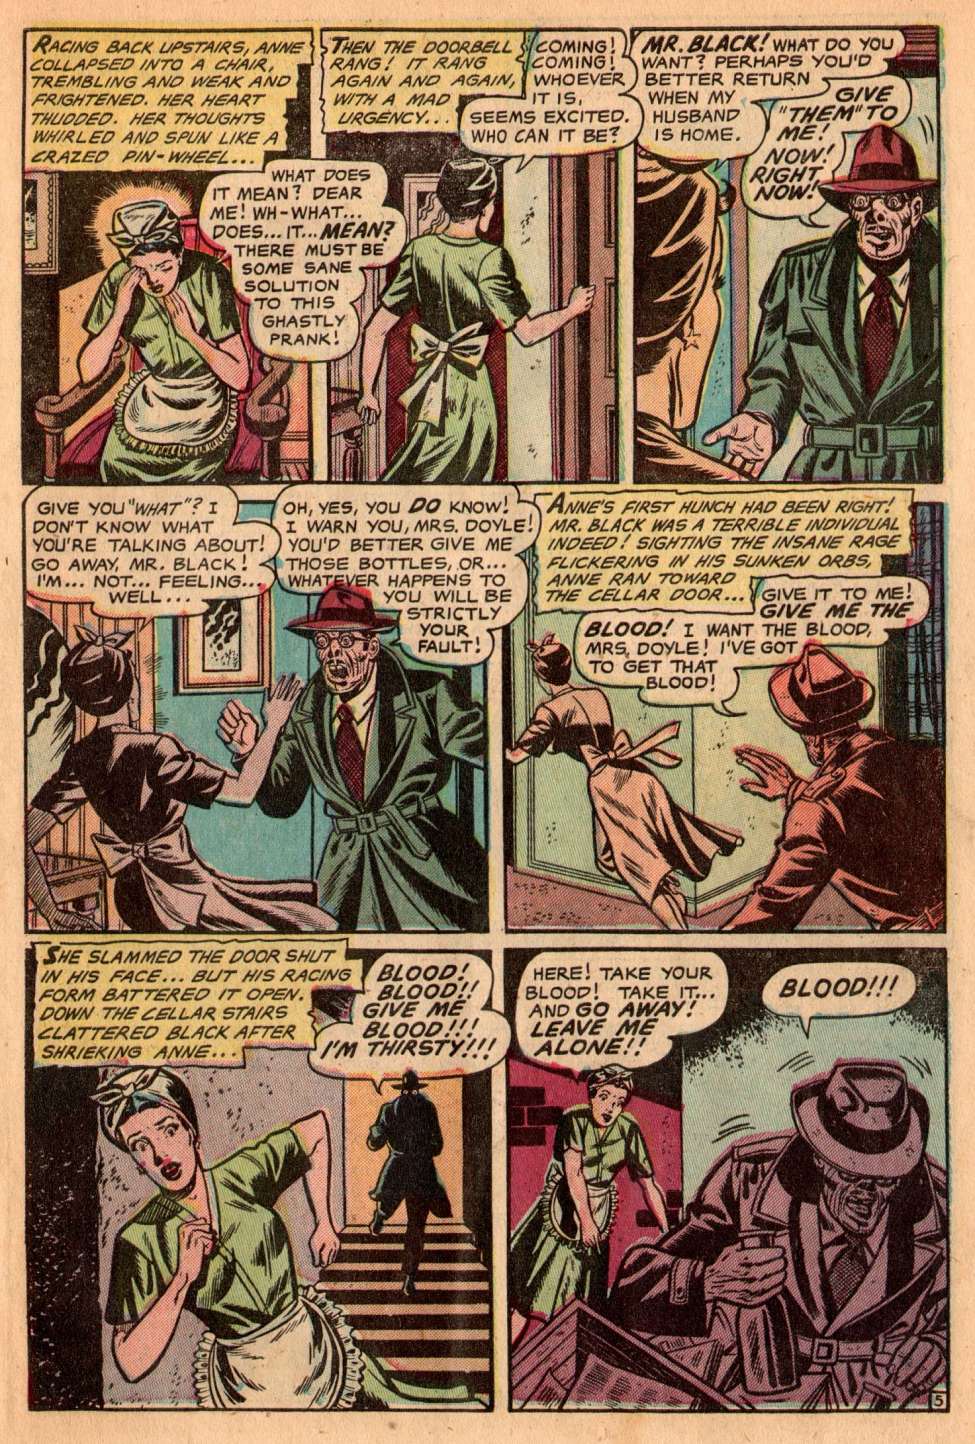 RACING BACK UPSTAIRS, ANNE
COLLAPSED INTO A CHAIR,
TREMBLING AND WEAK AND
FRIGHTENED. HER HEART
THUDDED. HER THOUGHTS
WHIRLED AND SPUN LIKE A
CRAZED PIN-WHEEL...
WHAT DOES
IT MEAN? DEAR
ME! WH-WHAT...
DOES...IT...MEAN?
THERE MUST BE
SOME SANE
SOLUTION
TO THIS
GHASTLY
PRANK!
THEN THE DOORBELL
RANG! IT RANG
AGAIN AND AGAIN,
WITH A MAD
URGENCY...
COMING!
COMING!
WHOEVER
IT IS,
SEEMS EXCITED.
WHO CAN IT BE?
MR. BLACK! WHAT DO YOU
WANT? PERHAPS YOU'D
BETTER RETURN
WHEN MY
HUSBAND
IS HOME.
GIVE
"THEM" TO
ME!
NOW!
RIGHT
NOW!
GIVE YOU "WHAT"? I
DON'T KNOW WHAT
YOU'RE TALKING ABOUT!
GO AWAY, MR. BLACK!
I'M... NOT... FEELING...
WELL...
OH, YES, YOU DO KNOW!
I WARN YOU, MRS. DOYLE!
YOU'D BETTER GIVE ME
THOSE BOTTLES, OR...
WHATEVER HAPPENS TO
YOU WILL BE
STRICTLY
YOUR
FAULT!
ANNE'S FIRST HUNCH HAD BEEN RIGHT!
MR. BLACK WAS A TERRIBLE INDIVIDUAL
INDEED! SIGHTING THE INSANE RAGE
FLICKERING IN HIS SUNKEN ORBS,
ANNE RAN TOWARD
THE CELLAR DOOR...
GIVE IT TO ME!
GIVE ME THE
BLOOD! I WANT THE BLOOD,
MRS. DOYLE! I'VE GOT
TO GET THAT
BLOOD!
SHE SLAMMED THE DOOR SHUT
IN HIS FACE... BUT HIS RACING
FORM BATTERED IT OPEN.
DOWN THE CELLAR STAIRS
CLATTERED BLACK AFTER
SHRIEKING ANNE...
BLOOD!
BLOOD!!
GIVE ME
BLOOD!!!
I'M THIRSTY!!!
HERE! TAKE YOUR
BLOOD! TAKE IT...
AND GO AWAY!
LEAVE ME
ALONE!!
BLOOD!!!
5